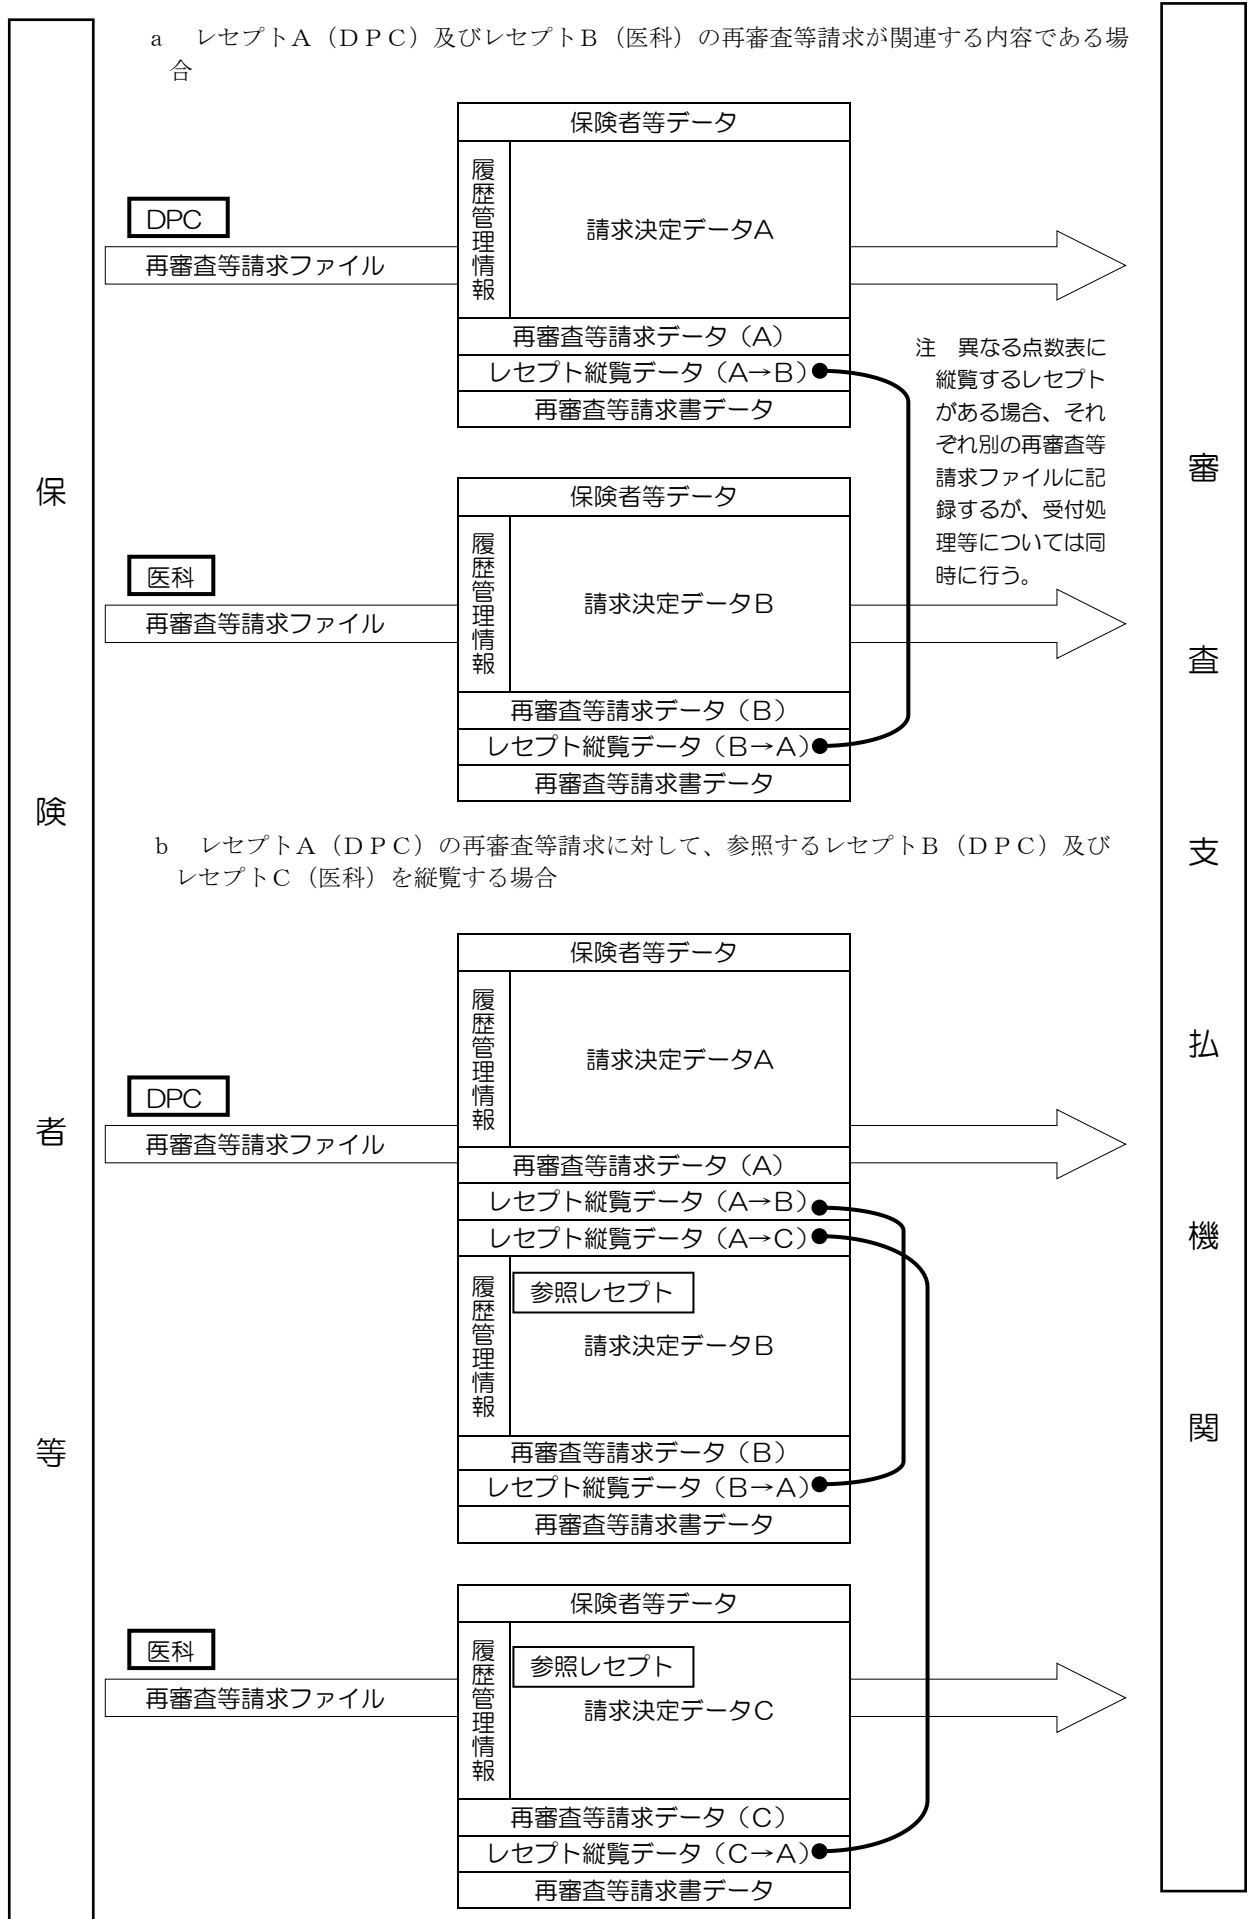 a　レセプトA（DPC）及びレセプトB（医科）の再審査等請求が関連する内容である場
合
保険者等データ
履歴管理情報
請求決定データA
DPC
再審査等請求ファイル
再審査等請求データ（A）
レセプト縦覧データ（A→B）
再審査等請求書データ
注　異なる点数表に
縦覧するレセプト
がある場合、それ
ぞれ別の再審査等
請求ファイルに記
録するが、受付処
理等については同
時に行う。
保険者等データ
履歴管理情報
請求決定データB
医科
再審査等請求ファイル
再審査等請求データ（B）
レセプト縦覧データ（B→A）
再審査等請求書データ
b　レセプトA（DPC）の再審査等請求に対して、参照するレセプトB（DPC）及び
レセプトC（医科）を縦覧する場合
保険者等データ
履歴管理情報
請求決定データA
DPC
再審査等請求ファイル
再審査等請求データ（A）
レセプト縦覧データ（A→B）
レセプト縦覧データ（A→C）
履歴管理情報
参照レセプト
請求決定データB
再審査等請求データ（B）
レセプト縦覧データ（B→A）
再審査等請求書データ
保険者等データ
履歴管理情報
参照レセプト
請求決定データC
医科
再審査等請求ファイル
再審査等請求データ（C）
レセプト縦覧データ（C→A）
再審査等請求書データ
保険者等
審査支払機関